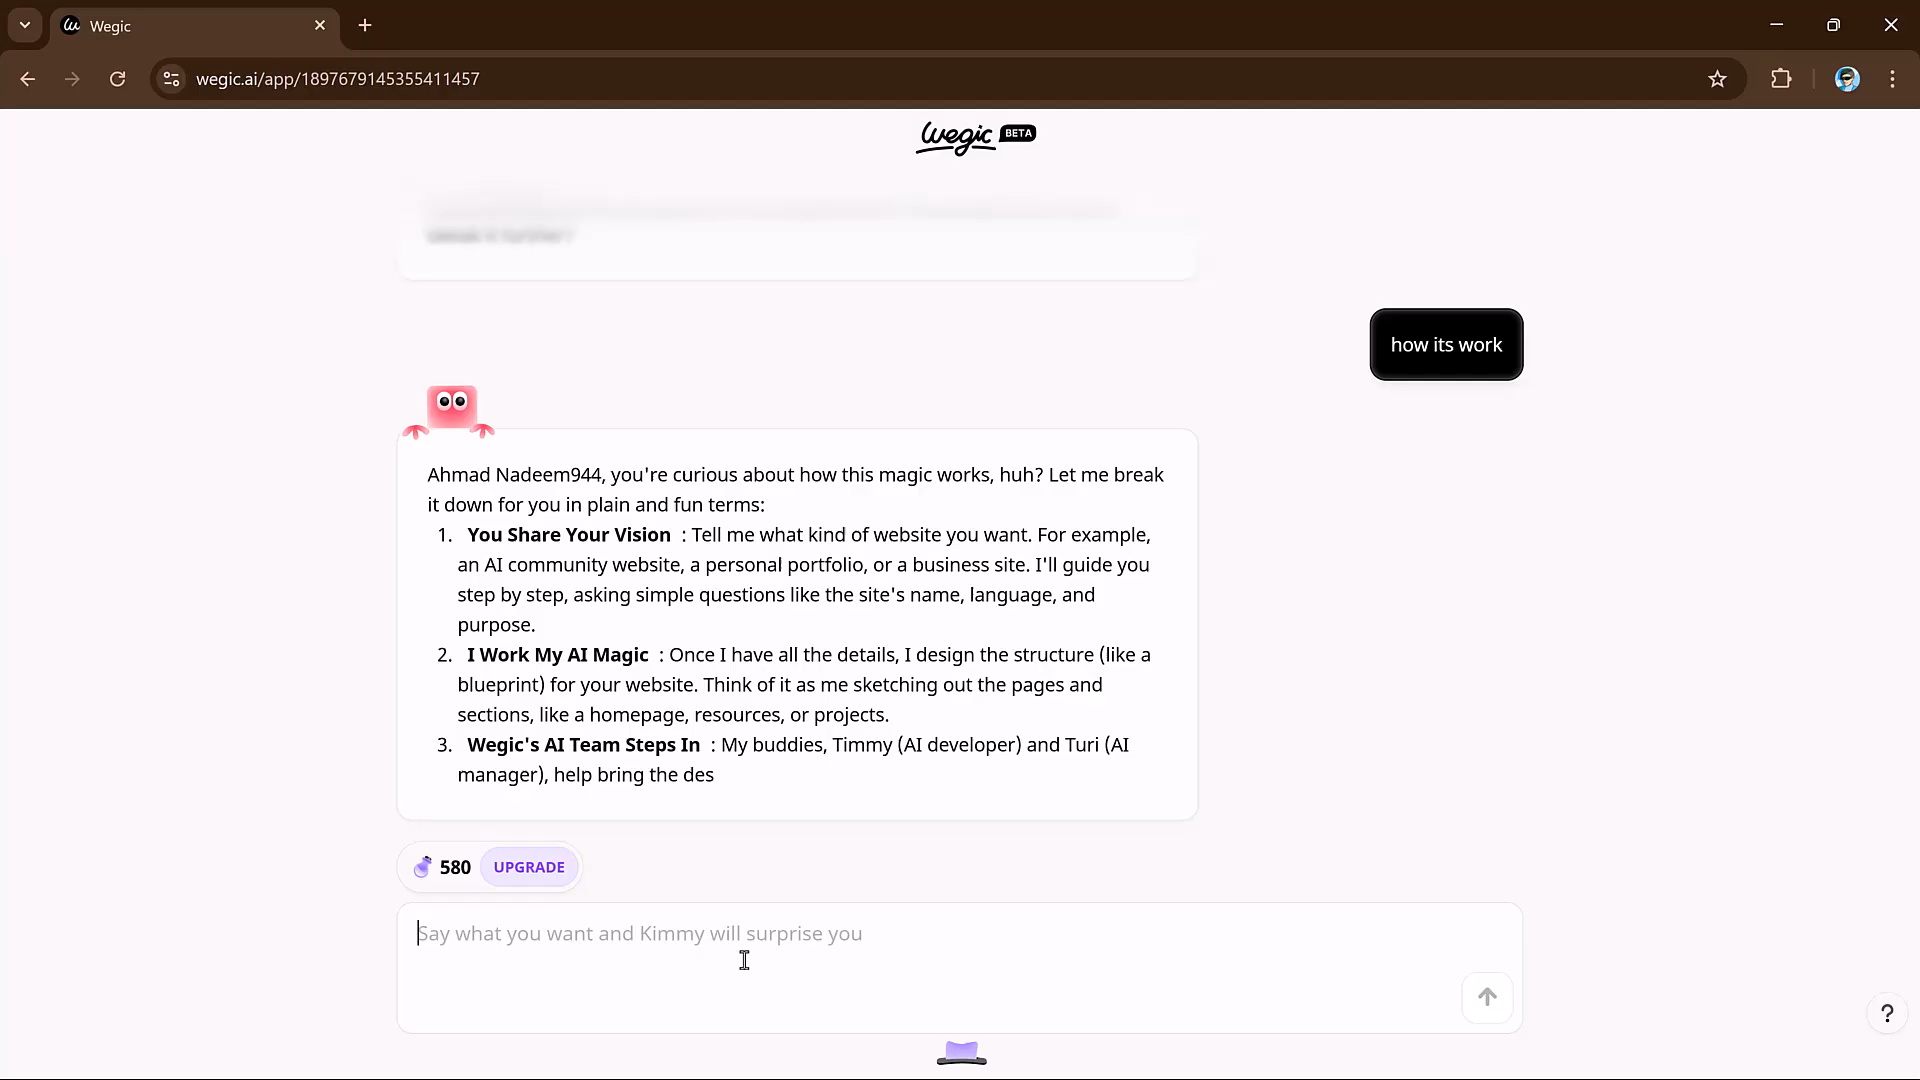 Wegic
wegic.ai/app/1897679145355411457
Wegic BETA
how its work
Ahmad Nadeem944, you're curious about how this magic works, huh? Let me break
it down for you in plain and fun terms:
1. You Share Your Vision : Tell me what kind of website you want. For example,
an AI community website, a personal portfolio, or a business site. I'll guide you
step by step, asking simple questions like the site's name, language, and
purpose.
2. I Work My AI Magic : Once I have all the details, I design the structure (like a
blueprint) for your website. Think of it as me sketching out the pages and
sections, like a homepage, resources, or projects.
3. Wegic's AI Team Steps In : My buddies, Timmy (AI developer) and Turi (AI
manager), help bring the des
580 UPGRADE
Say what you want and Kimmy will surprise you
?